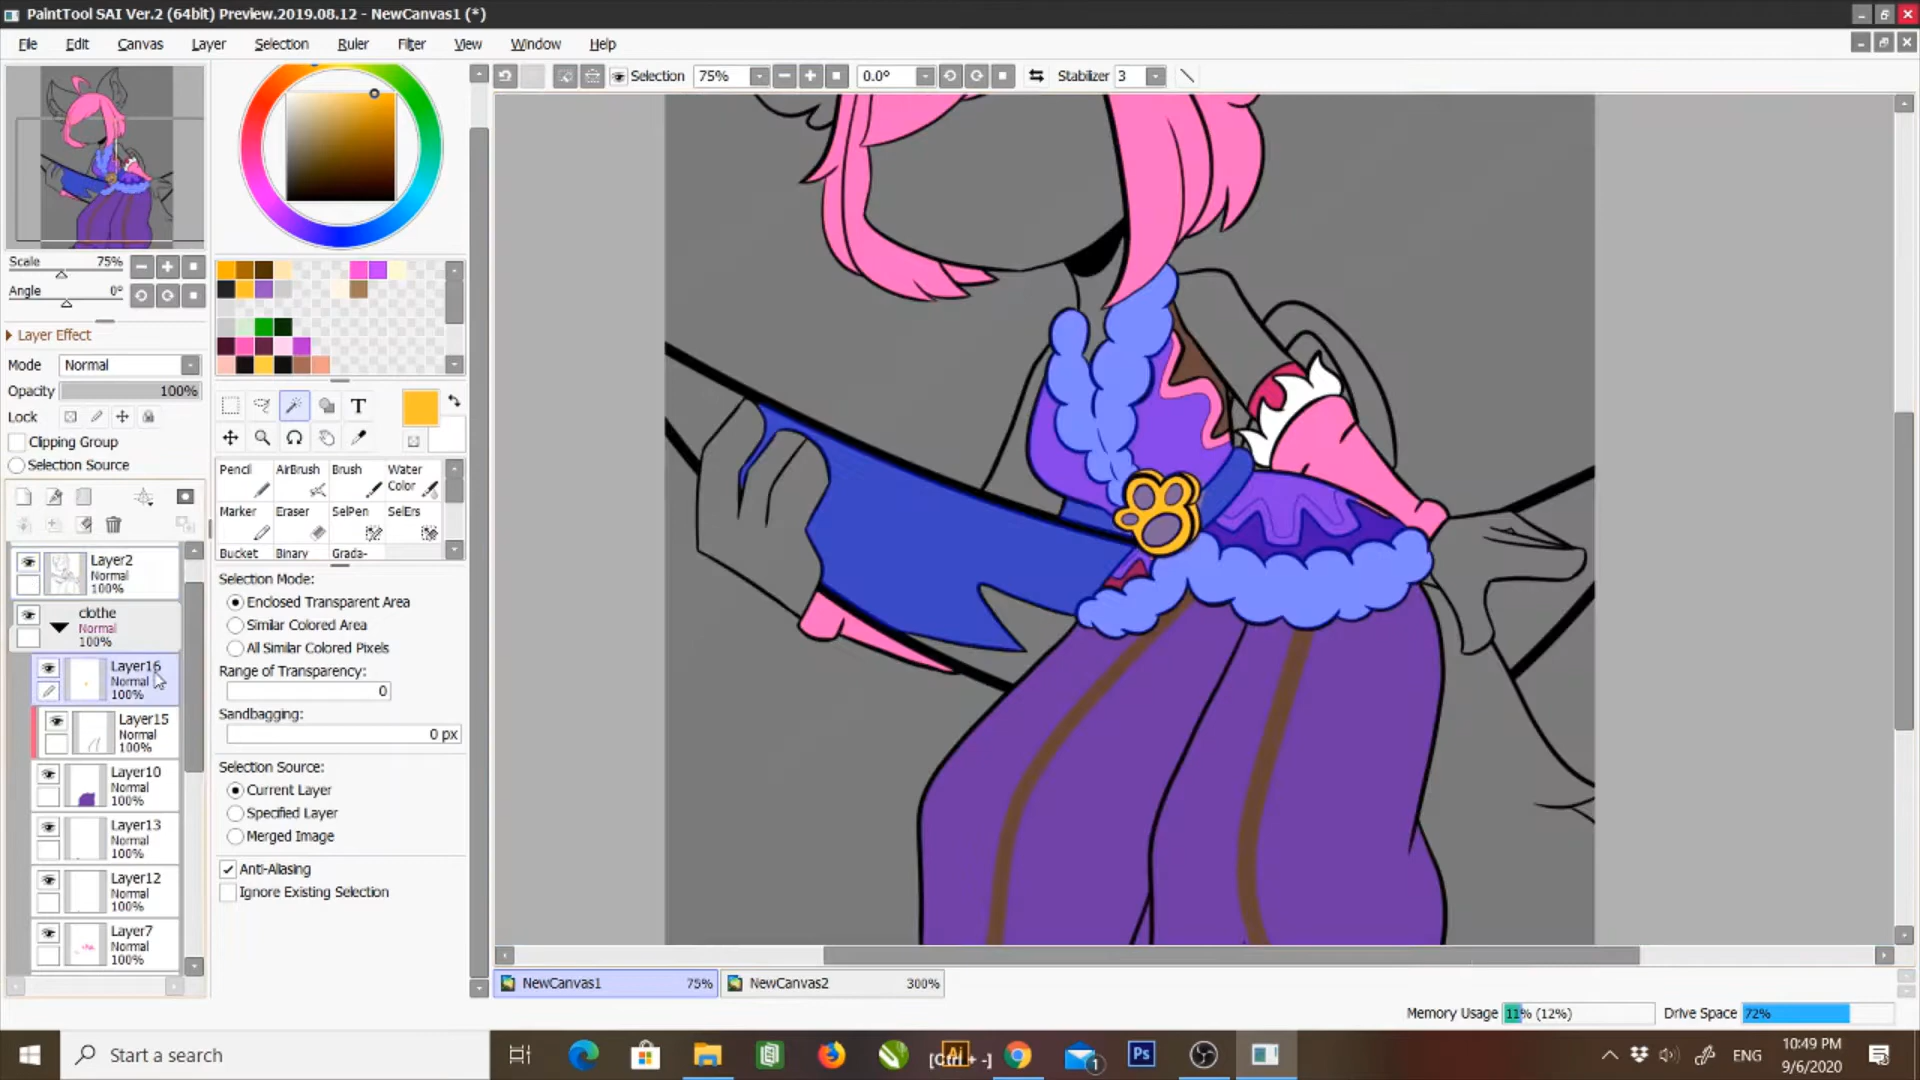 PaintTool SAI Ver.2 (64bit) Preview.2019.08.12 - NewCanvas1 (*)
File Edit Canvas Layer Selection Ruler Filter View Window Help
Selection 75% 0.0° Stabilizer 3
Scale 75%
Angle 0°
Layer Effect
Mode Normal
Opacity 100%
Lock
Clipping Group
Selection Source
Layer2
Normal
100%
clothe
Normal
100%
Layer16
Normal
100%
Layer15
Normal
100%
Layer10
Normal
100%
Layer13
Normal
100%
Layer12
Normal
100%
Layer7
Normal
100%
T
Pencil AirBrush Brush Water Color
Marker Eraser SelPen SelErs
Bucket Binary Grada-
Selection Mode:
Enclosed Transparent Area
Similar Colored Area
All Similar Colored Pixels
Range of Transparency:
0
Sandbagging:
0 px
Selection Source:
Current Layer
Specified Layer
Merged Image
Anti-Aliasing
Ignore Existing Selection
NewCanvas1 75% NewCanvas2 300%
Memory Usage 11% (12%) Drive Space 72%
Start a search
Ai
[Ctrl + -]
1
Ps
ENG
10:49 PM
9/6/2020